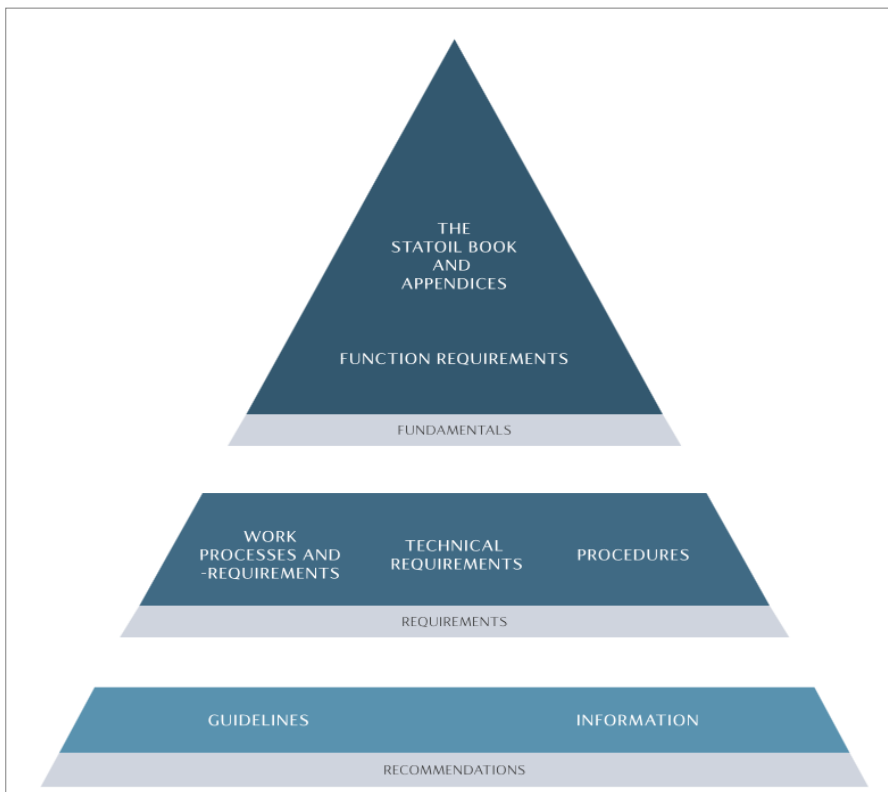 THE
STATOIL BOOK
AND
APPENDICES
FUNCTION REQUIREMENTS
FUNDAMENTALS
WORK
PROCESSES AND
-REQUIREMENTS
TECHNICAL
REQUIREMENTS
PROCEDURES
REQUIREMENTS
GUIDELINES
INFORMATION
RECOMMENDATIONS